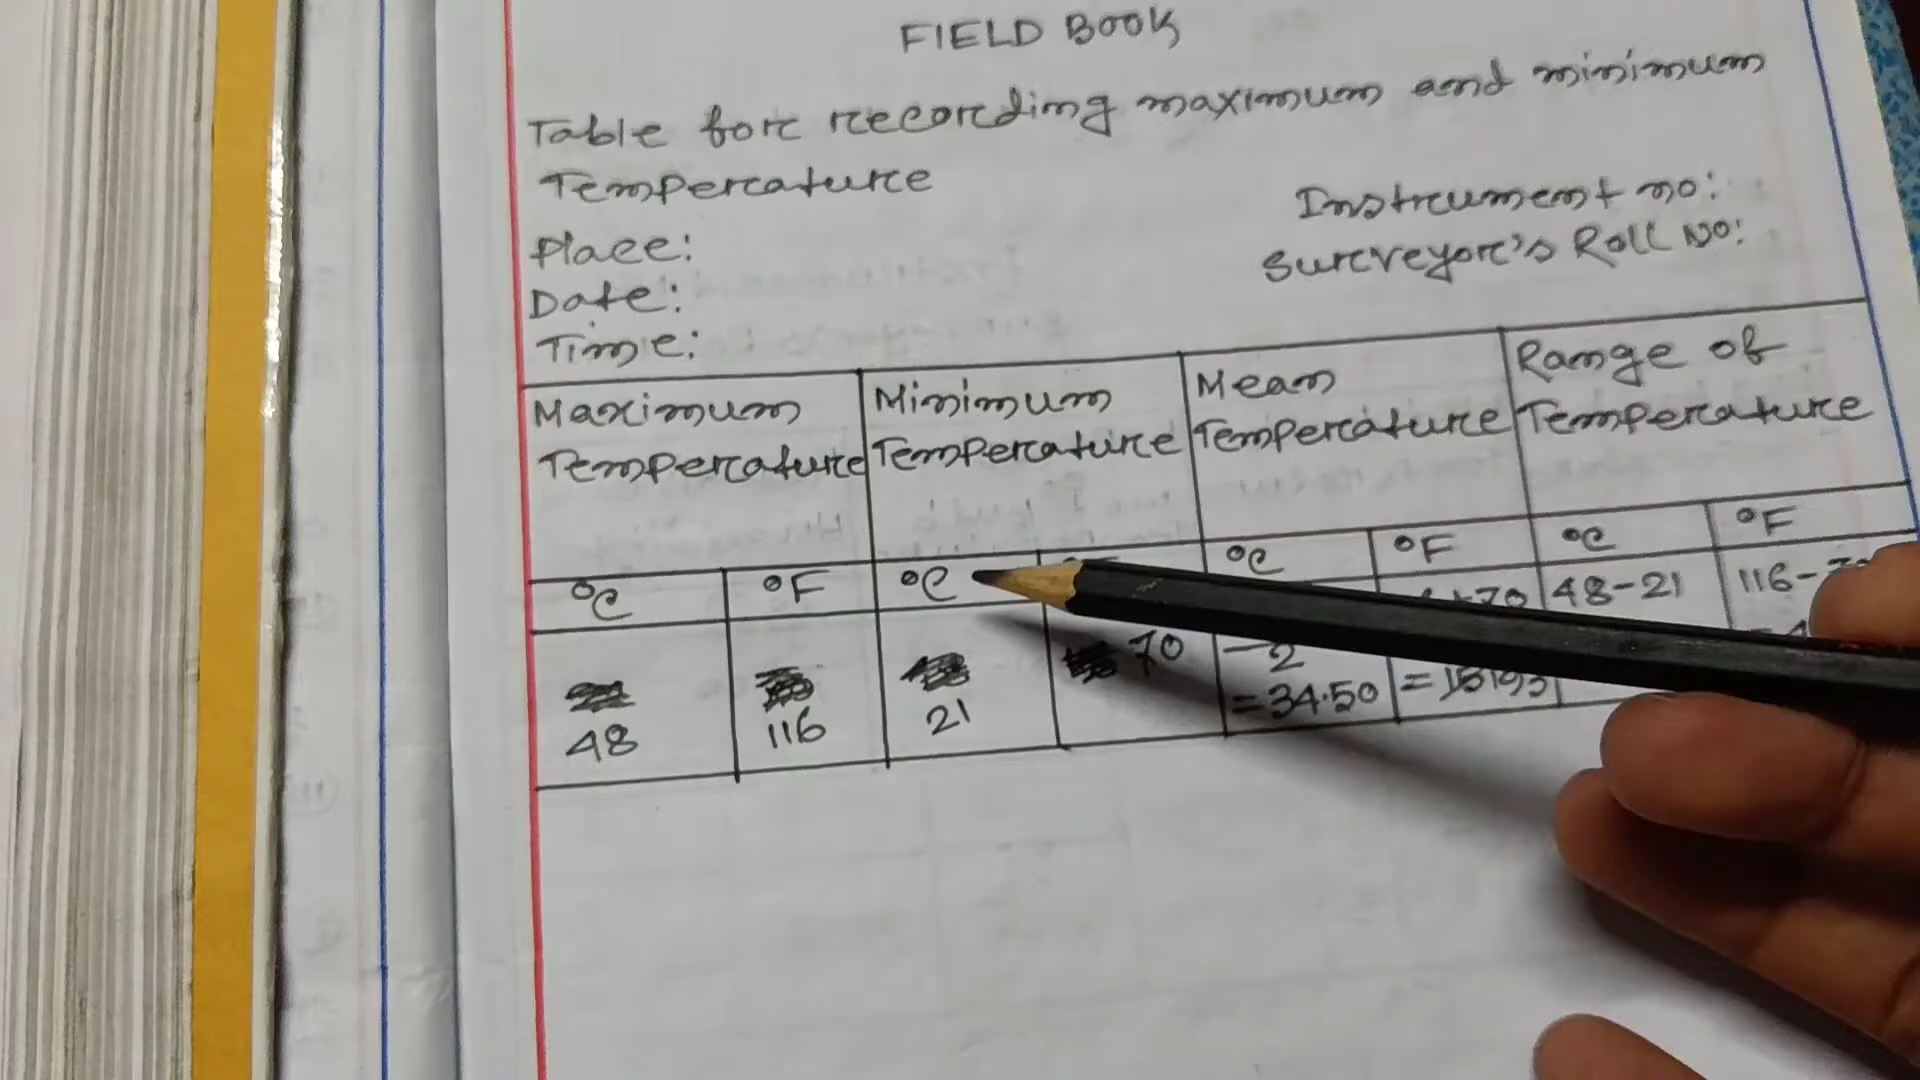 FIELD BOOK
Table for recording maximum and minimum
Temperature
Instrument no:
Place:
Surveyor's Roll No:
Date:
Time:
Maximum Temperature
Minimum Temperature
Mean Temperature
Range of Temperature
°C °F °C °C °F °C °F
48 116 21 70
2
=34.50
48-21
116-